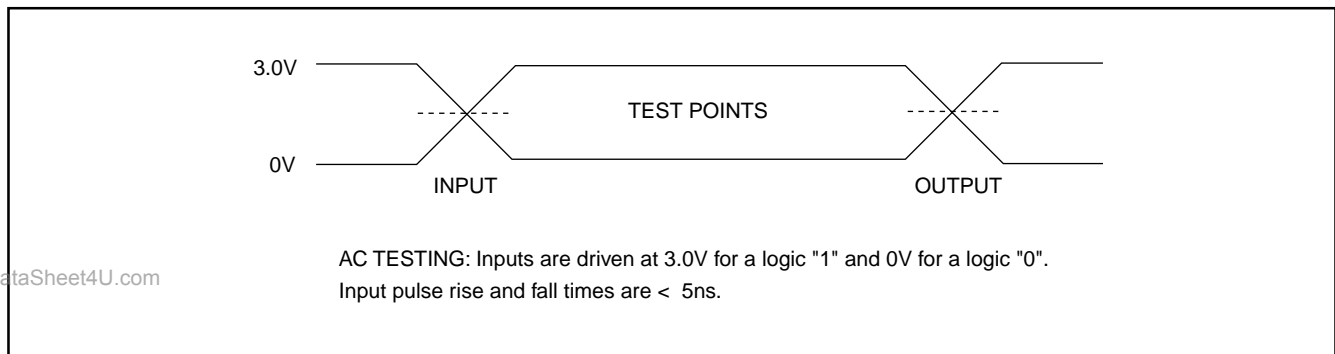 3.0V
TEST POINTS
0V
INPUT
OUTPUT
AC TESTING: Inputs are driven at 3.0V for a logic "1" and 0V for a logic "0".
ataSheet4U.com
Input pulse rise and fall times are < 5ns.